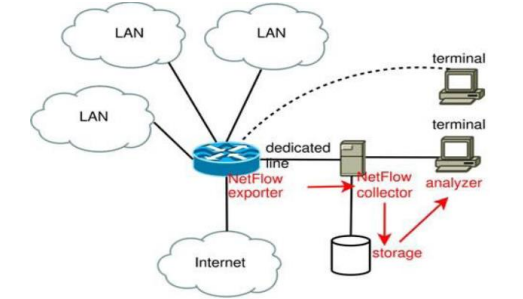 LAN
LAN
terminal
LAN
terminal
dedicated
line
NetFlow
exporter
NetFlow
collector
analyzer
storage
Internet